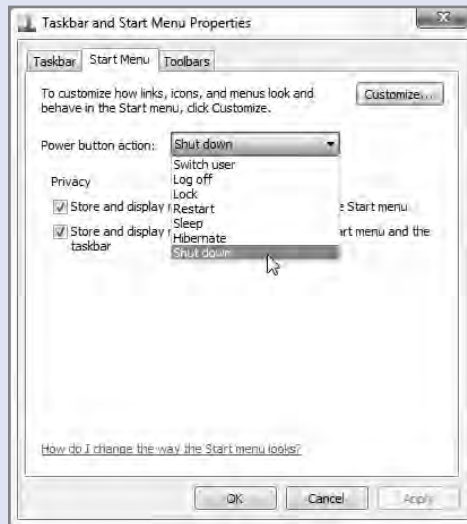 Taskbar and Start Menu Properties
Taskbar Start Menu Toolbars
To customize how links, icons, and menus look and
behave in the Start menu, click Customize.
Customize...
Power button action:
Shut down
Switch user
Log off
Lock
Restart
Sleep
Hibernate
Shut down
Privacy
Store and display
Start menu
Store and display
menu and the
taskbar
How do I change the way the Start menu looks?
OK Cancel Apply